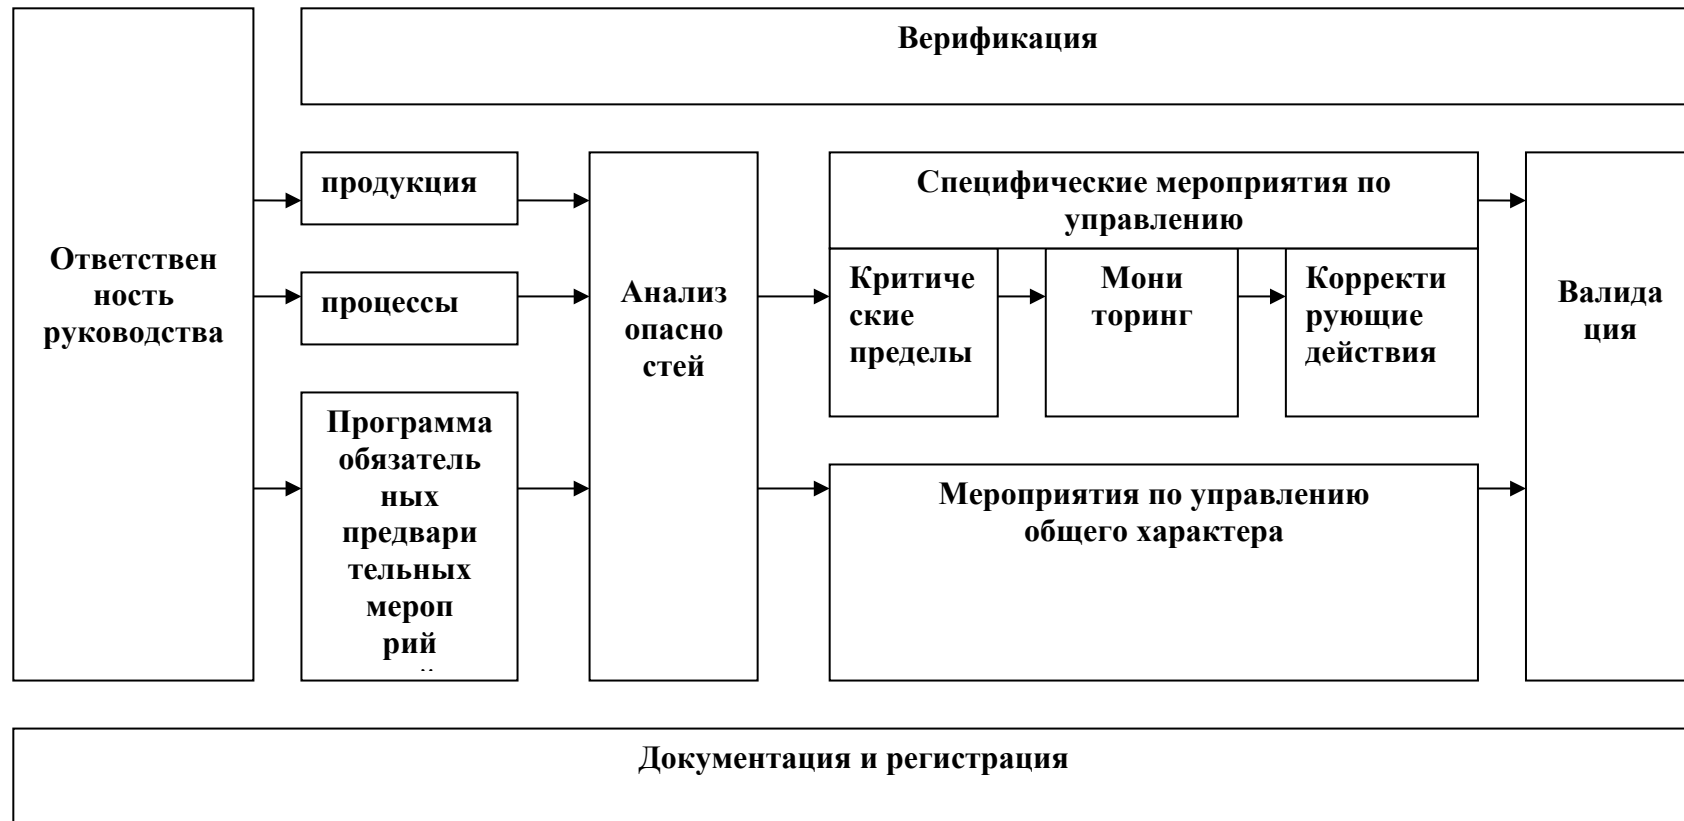 Верификация
Ответствен
ность
руководства
продукция
процессы
Программа
обязатель
ных
предвари
тельных
мероп
рий
Анализ
опасно
стей
Специфические мероприятия по
управлению
Критиче
ские
пределы
Мони
торинг
Корректи
рующие
действия
Мероприятия по управлению
общего характера
Валида
ция
Документация и регистрация